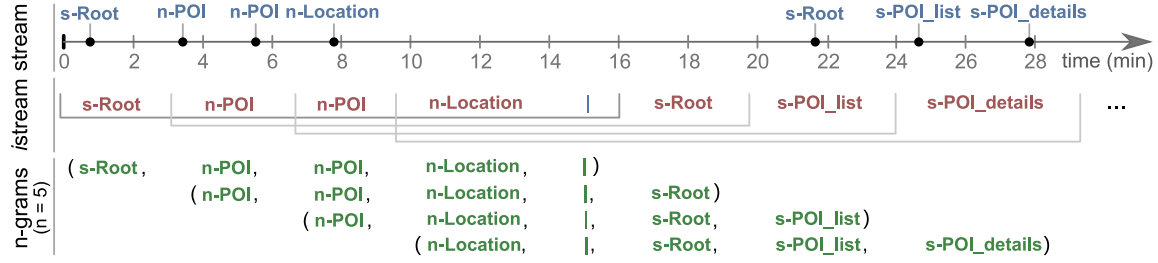 s-Root n-POI n-POI n-Location s-Root s-POI_list s-POI_details
stream
0 2 4 6 8 10 12 14 16 18 20 22 24 26 28 time (min)
istream
s-Root n-POI n-POI n-Location | s-Root s-POI_list s-POI_details ...
n-grams
(n = 5)
(s-Root, n-POI, n-POI, n-Location, |)
(n-POI, n-POI, n-Location, |, s-Root)
(n-POI, n-Location, |, s-Root, s-POI_list)
(n-Location, |, s-Root, s-POI_list, s-POI_details)